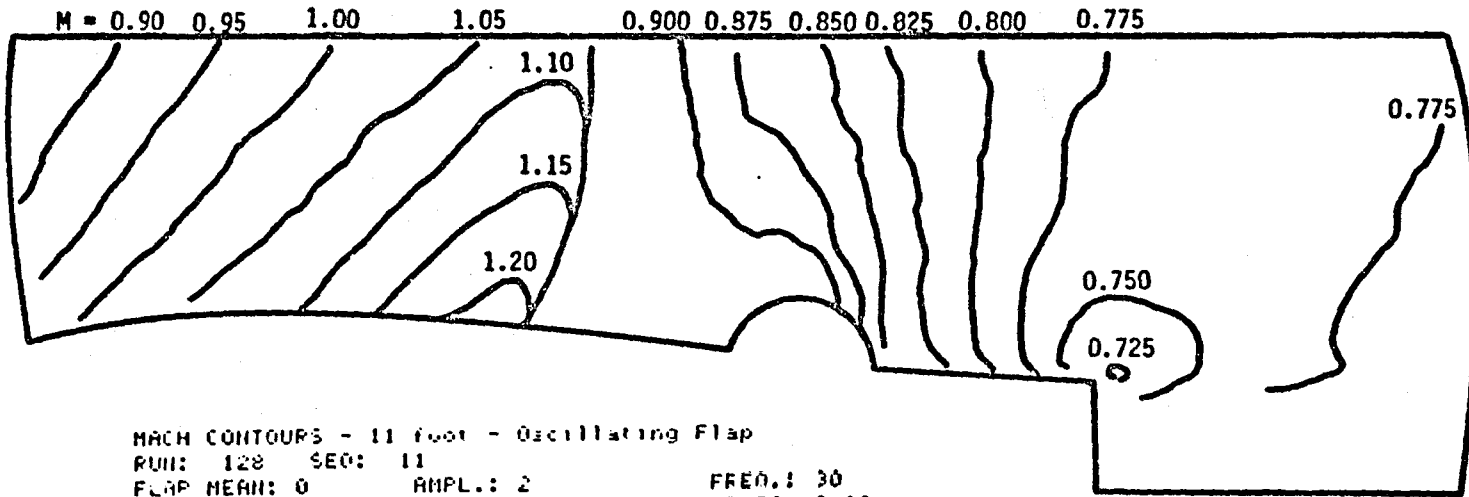 M = 0.90 0.95 1.00 1.05 0.900 0.875 0.850 0.825 0.800 0.775
1.10
0.775
1.15
1.20
0.750
0.725
MACH CONTOURS - 11 foot - Oscillating Flap
RUN: 128 SEQ: 11
FLAP MEAN: 0 AMPL.: 2 FREQ.: 30